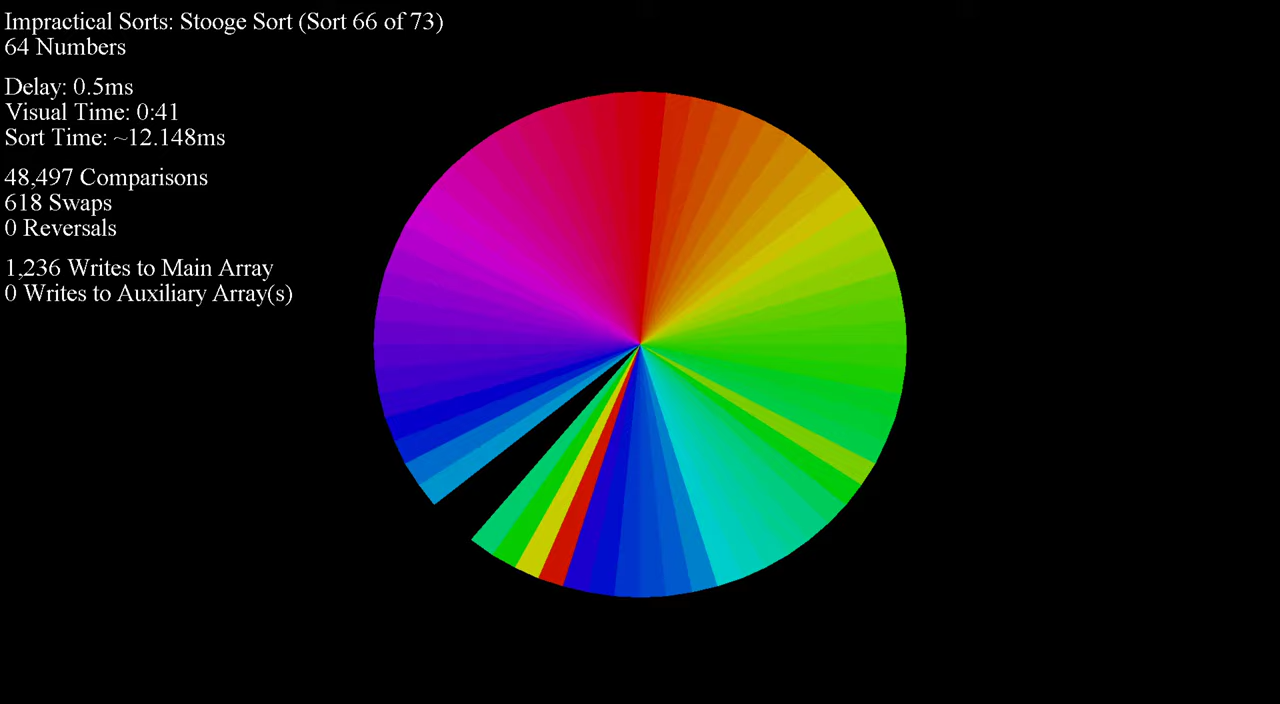 Impractical Sorts: Stooge Sort (Sort 66 of 73)
64 Numbers
Delay: 0.5ms
Visual Time: 0:41
Sort Time: ~12.148ms
48,497 Comparisons
618 Swaps
0 Reversals
1,236 Writes to Main Array
0 Writes to Auxiliary Array(s)